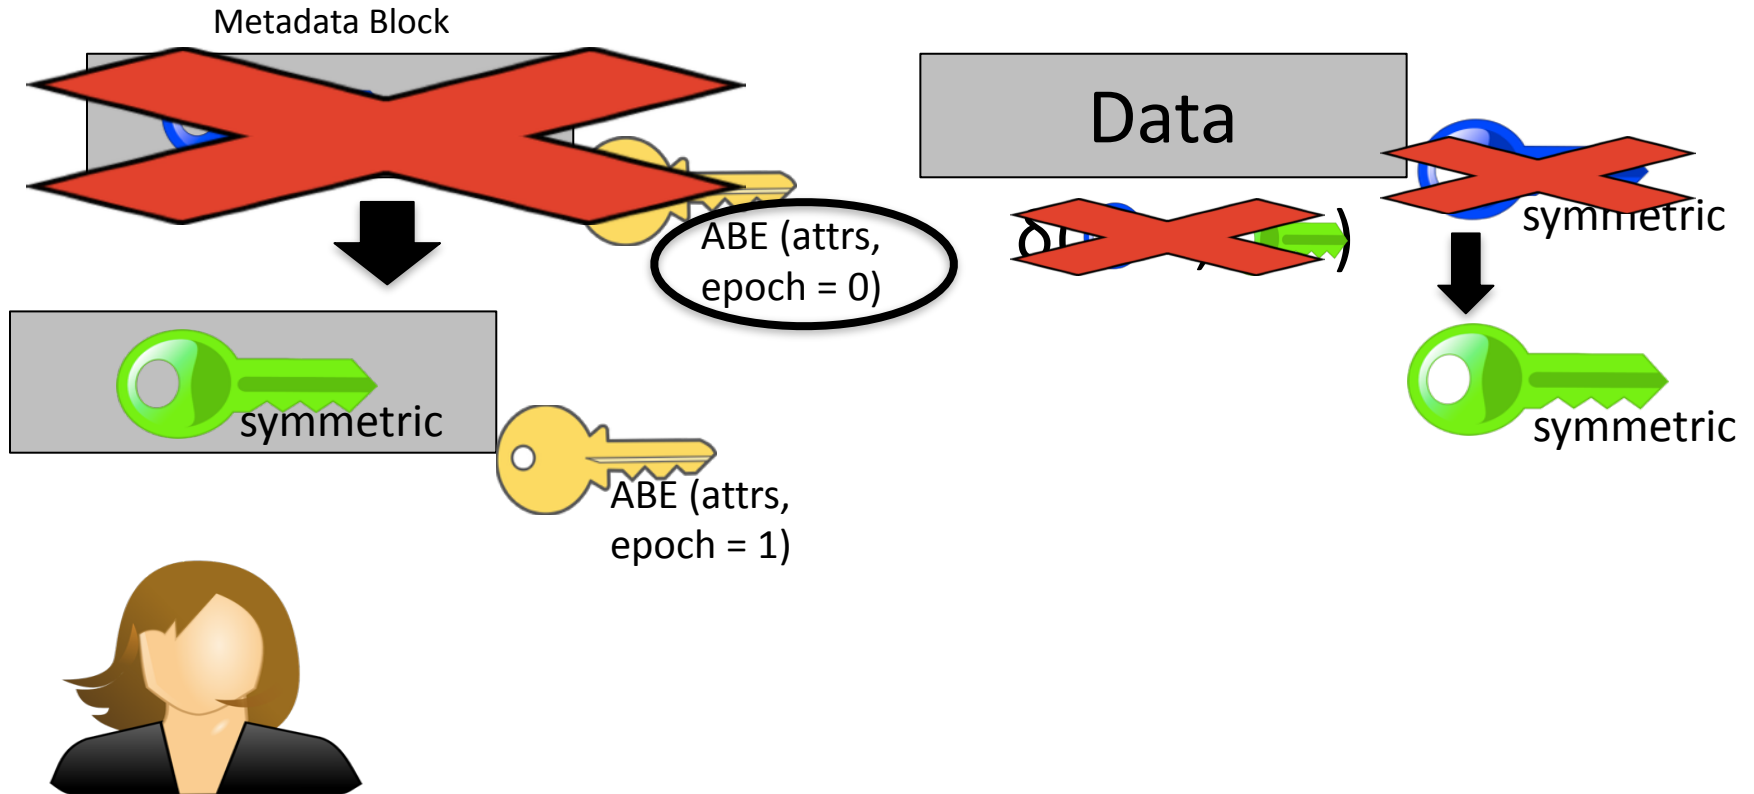 Metadata Block
Data
symmetric
ABE (attrs,
epoch = 0)
δ( , )
symmetric
symmetric
ABE (attrs,
epoch = 1)